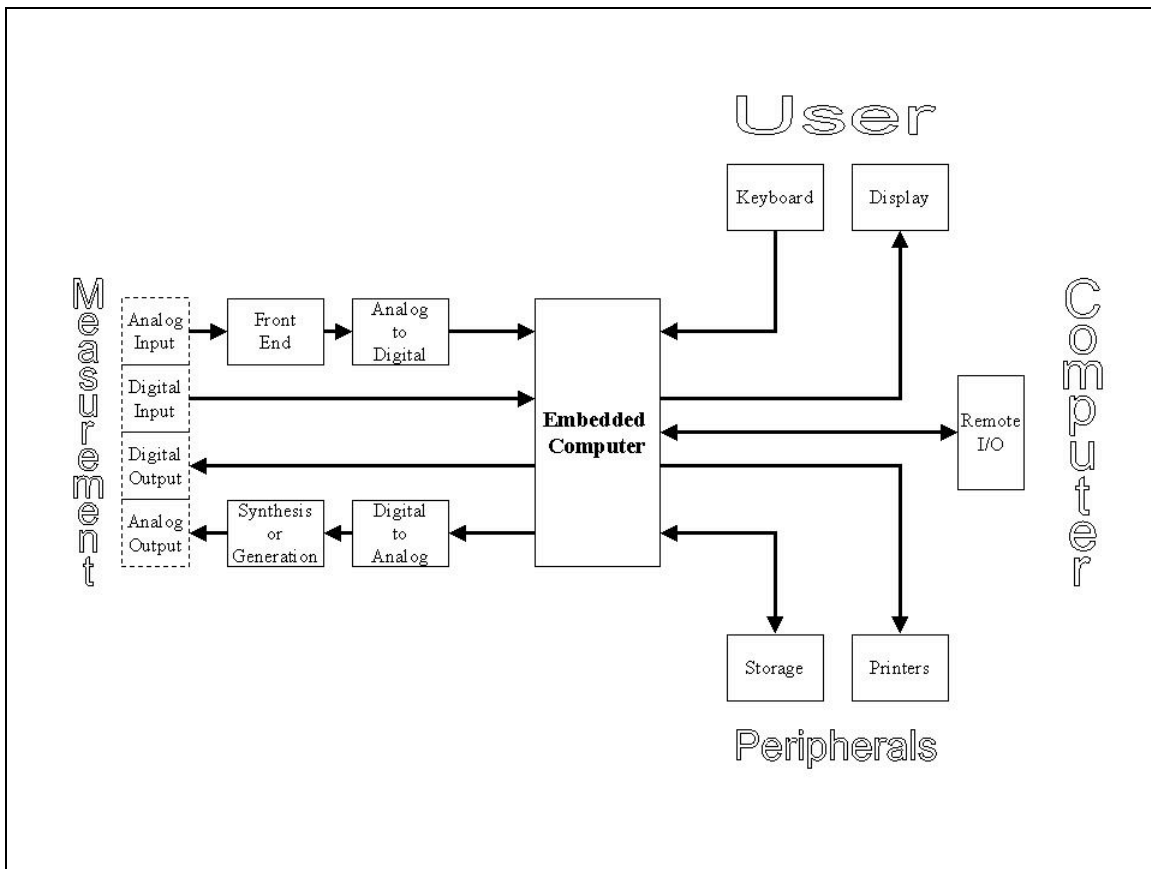 User
Keyboard
Display
Measurement
Analog
Input
Front
End
Analog
to
Digital
Digital
Input
Digital
Output
Analog
Output
Synthesis
or
Generation
Digital
to
Analog
Embedded
Computer
Remote
I/O
Computer
Storage
Printers
Peripherals